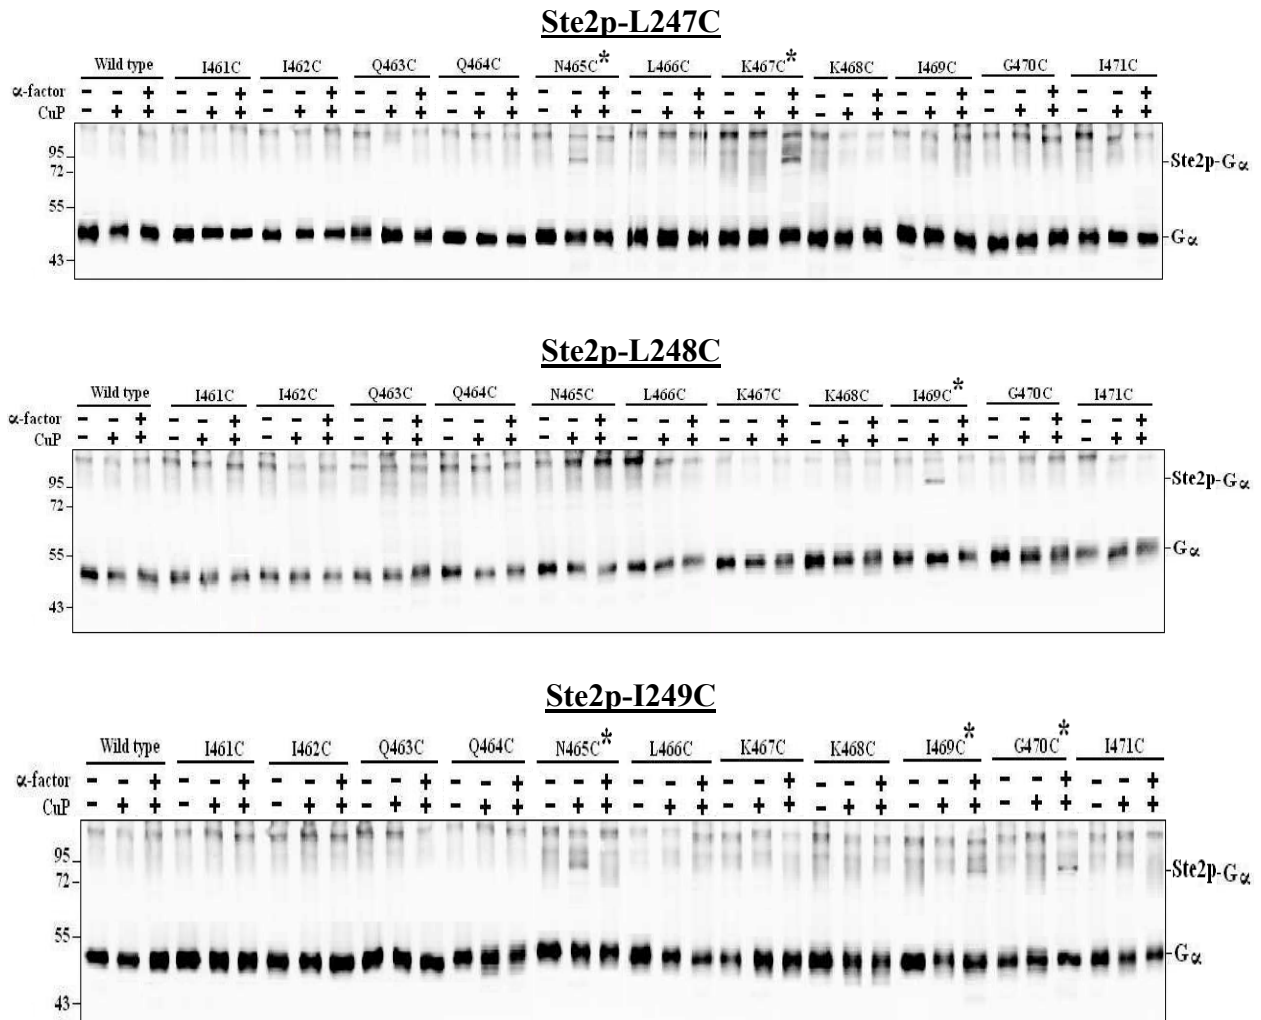 Ste2p-L247C
Wild type I461C I462C Q463C Q464C N465C* L466C K467C* K468C I469C G470C I471C
α-factor - - + - - + - - + - - + - - + - - + - - + - - + - - + - - + - - + - - +
CuP - + + - + + - + + - + + - + + - + + - + + - + + - + + - + + - + + - + +
95
Ste2p-Gα
72
55
Gα
43
Ste2p-L248C
Wild type I461C I462C Q463C Q464C N465C L466C K467C K468C I469C* G470C I471C
α-factor - - + - - + - - + - - + - - + - - + - - + - - + - - + - - + - - + - - +
CuP - + + - + + - + + - + + - + + - + + - + + - + + - + + - + + - + + - + +
Ste2p-Gα
95
72
Gα
55
43
Ste2p-I249C
Wild type I461C I462C Q463C Q464C N465C* L466C K467C K468C I469C* G470C* I471C
α-factor - - + - - + - - + - - + - - + - - + - - + - - + - - + - - + - - + - - +
CuP - + + - + + - + + - + + - + + - + + - + + - + + - + + - + + - + + - + +
95
Ste2p-Gα
72
55
Gα
43